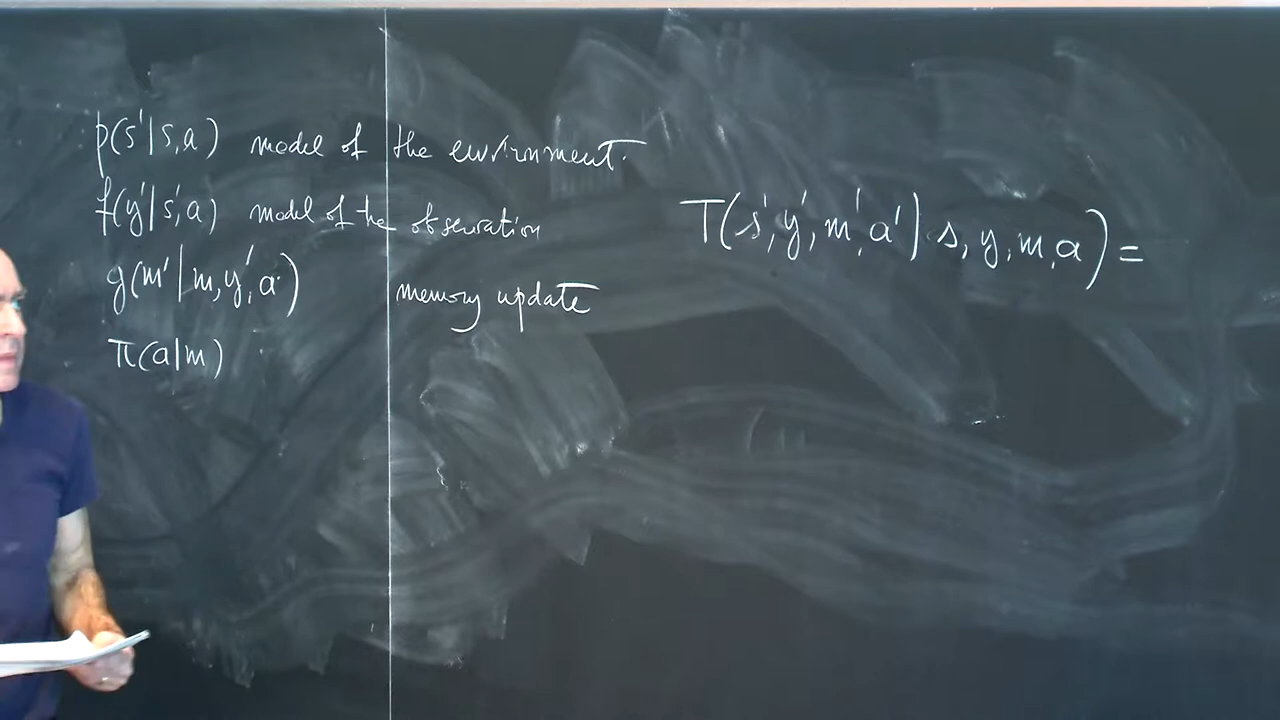 p(s'|s,a) model of the environment.
f(y'|s',a) model of the observation
g(m'|m,y',a) memory update
π(a|m)
T(s',y',m',a'|s,y,m,a) =